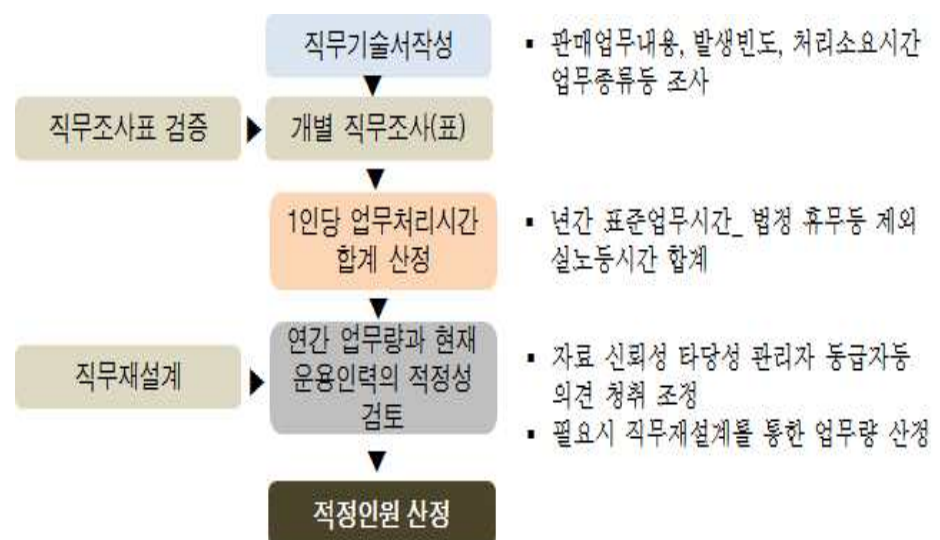 직무기술서작성
▪ 판매업무내용, 발생빈도, 처리소요시간
업무종류등 조사
직무조사표 검증
개별 직무조사(표)
1인당 업무처리시간
합계 산정
▪ 년간 표준업무시간_ 법정 휴무등 제외
실노동시간 합계
직무재설계
연간 업무량과 현재
운용인력의 적정성
검토
▪ 자료 신뢰성 타당성 관리자 동급자등
의견 청취 조정
▪ 필요시 직무재설계를 통한 업무량 산정
적정인원 산정